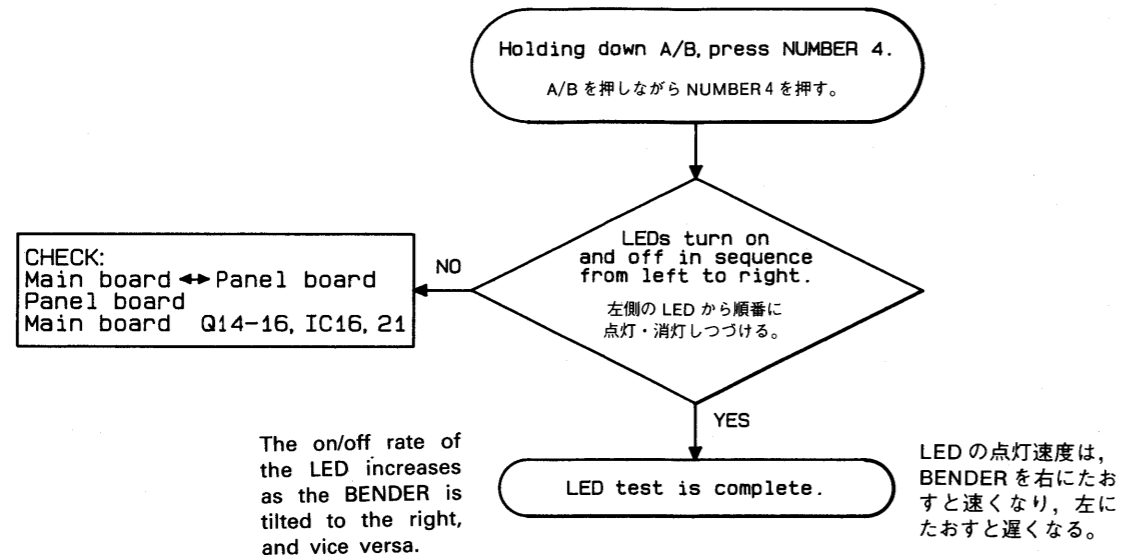 Holding down A/B, press NUMBER 4.
A/B を押しながら NUMBER 4 を押す。
LEDs turn on
and off in sequence
from left to right.
左側の LED から順番に
点灯・消灯しつづける。
NO
CHECK:
Main board ↔ Panel board
Panel board
Main board Q14-16, IC16, 21
YES
LED test is complete.
The on/off rate of
the LED increases
as the BENDER is
tilted to the right,
and vice versa.
LED の点灯速度は，
BENDER を右にたお
すと速くなり，左に
たおすと遅くなる。